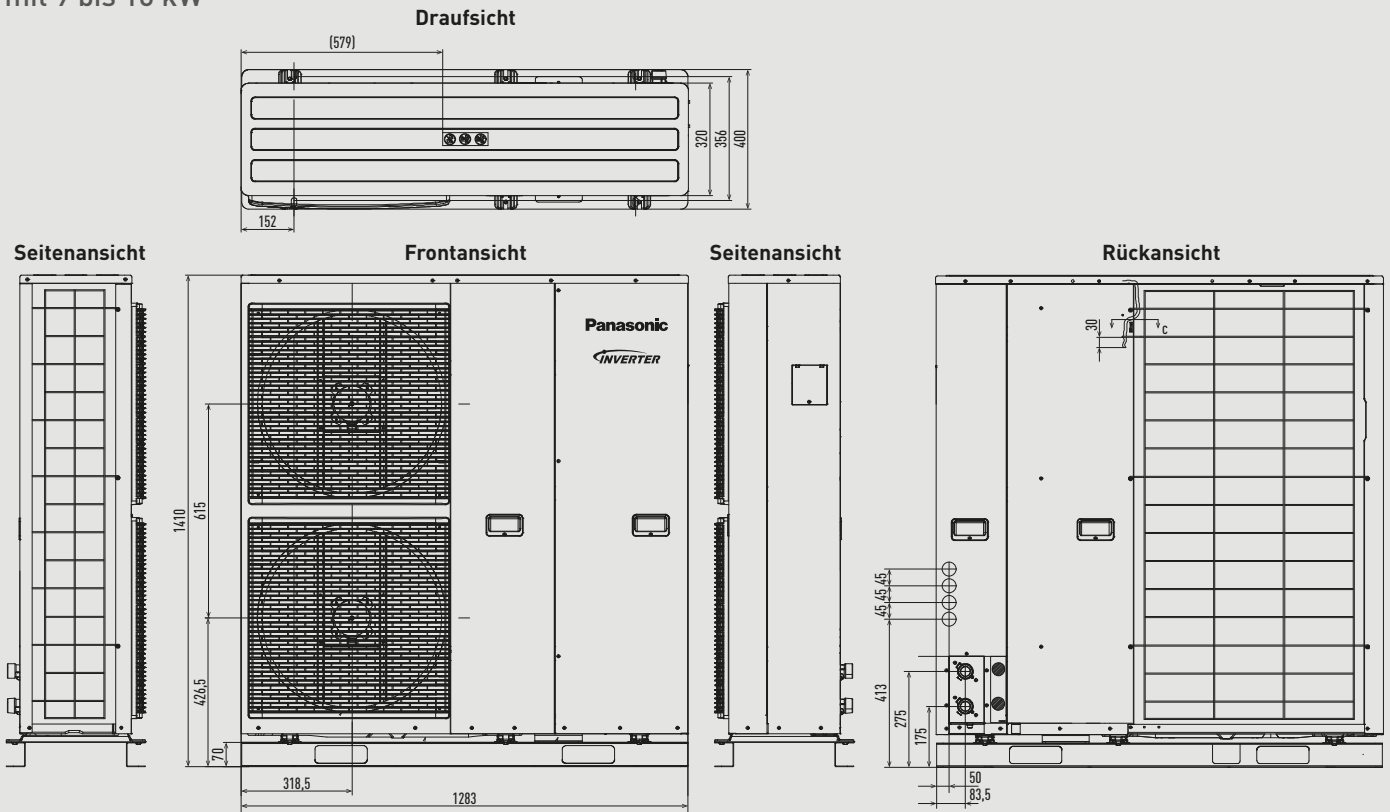 mit 9 bis 16 kW
Draufsicht
(579)
320
356
400
152
Seitenansicht
Frontansicht
Seitenansicht
Rückansicht
Panasonic
INVERTER
30
c
1410
615
426,5
70
318,5
1283
45
45
45
413
275
175
50
83,5